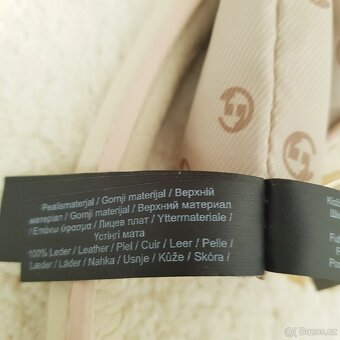 Pealismaterjal / Gornji materijal / Верхній
матеріал / Gornji materijal / Верхний материал
/ Επάνω ύφασμα / Лицев плат / Yttermateriale /
Үстіңгі мата
100% Leder / Leather / Piel / Cuir / Leer / Pelle /
Læder / Läder / Nahka / Usnje / Kůže / Skóra /
© Bazos.cz